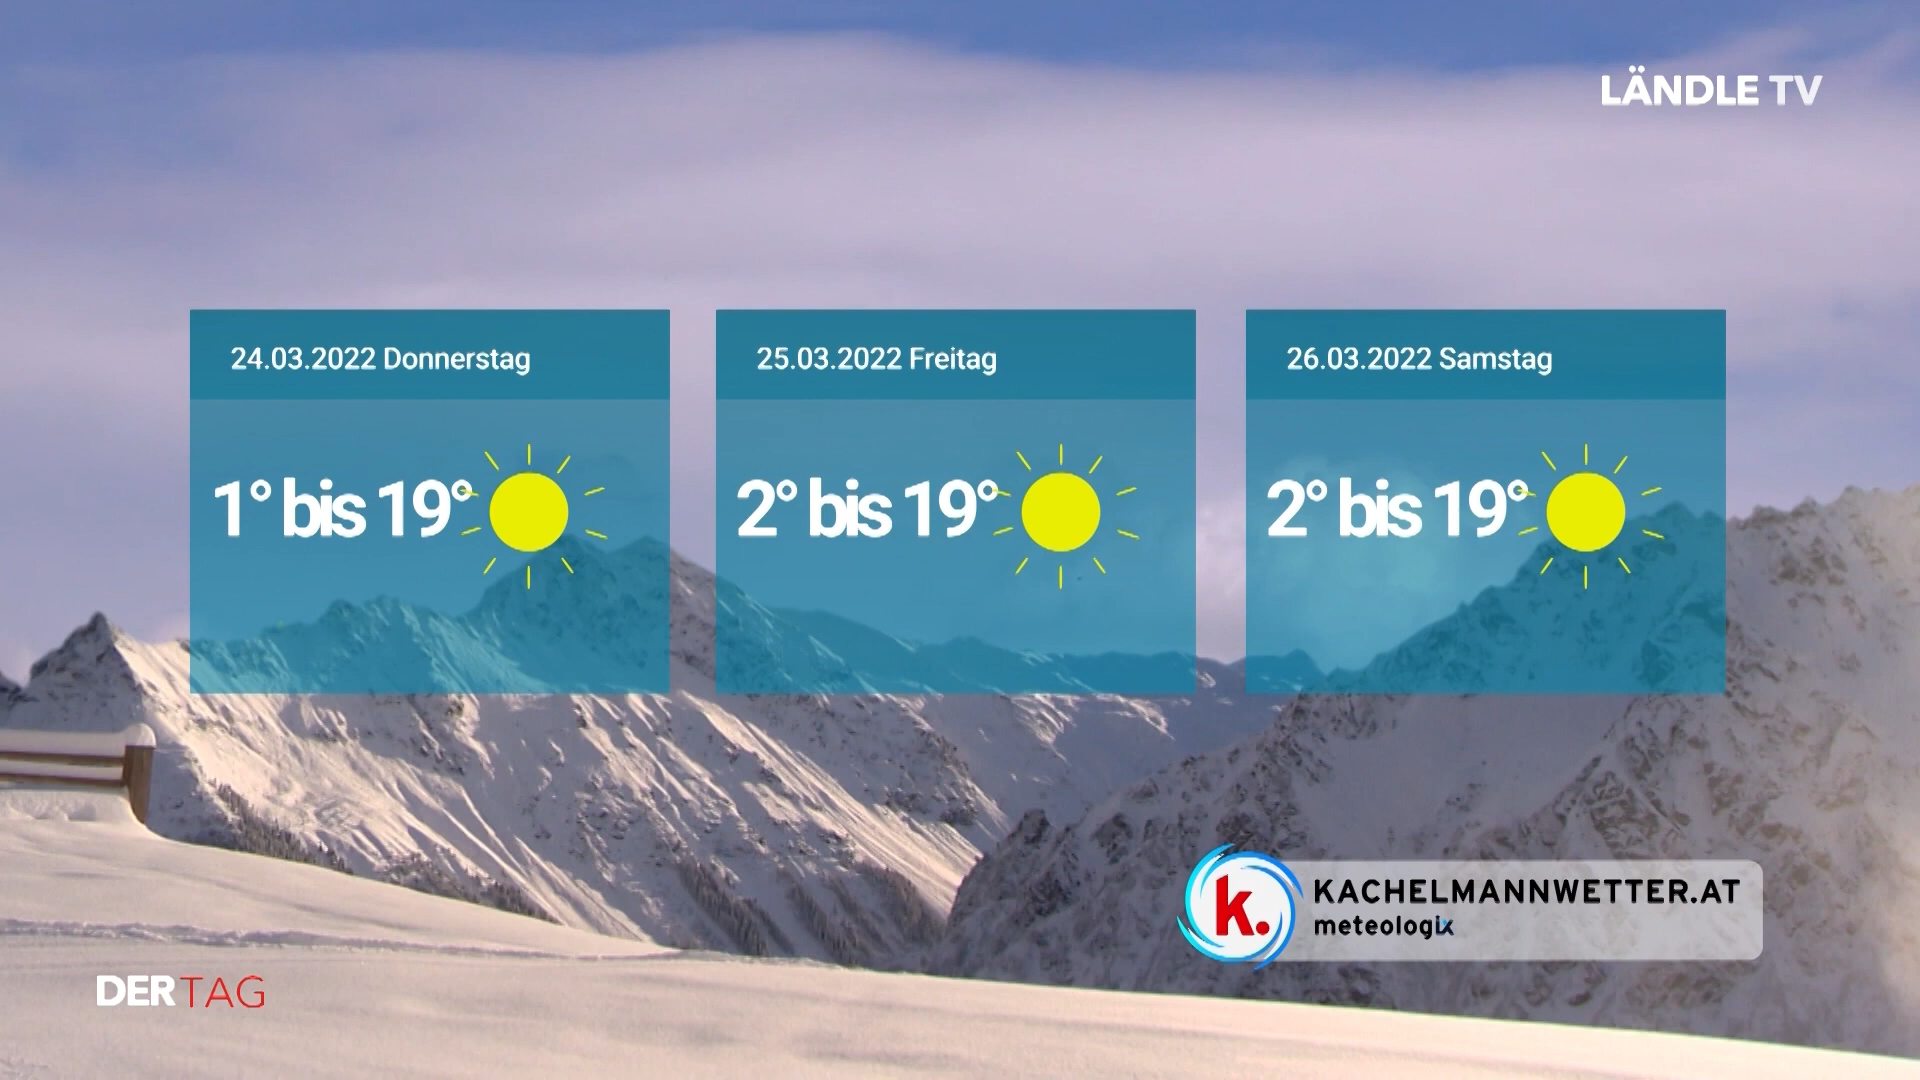 LÄNDLE TV
24.03.2022 Donnerstag
1° bis 19°
25.03.2022 Freitag
2° bis 19°
26.03.2022 Samstag
2° bis 19°
k.
KACHELMANNWETTER.AT
meteologix
DER TAG